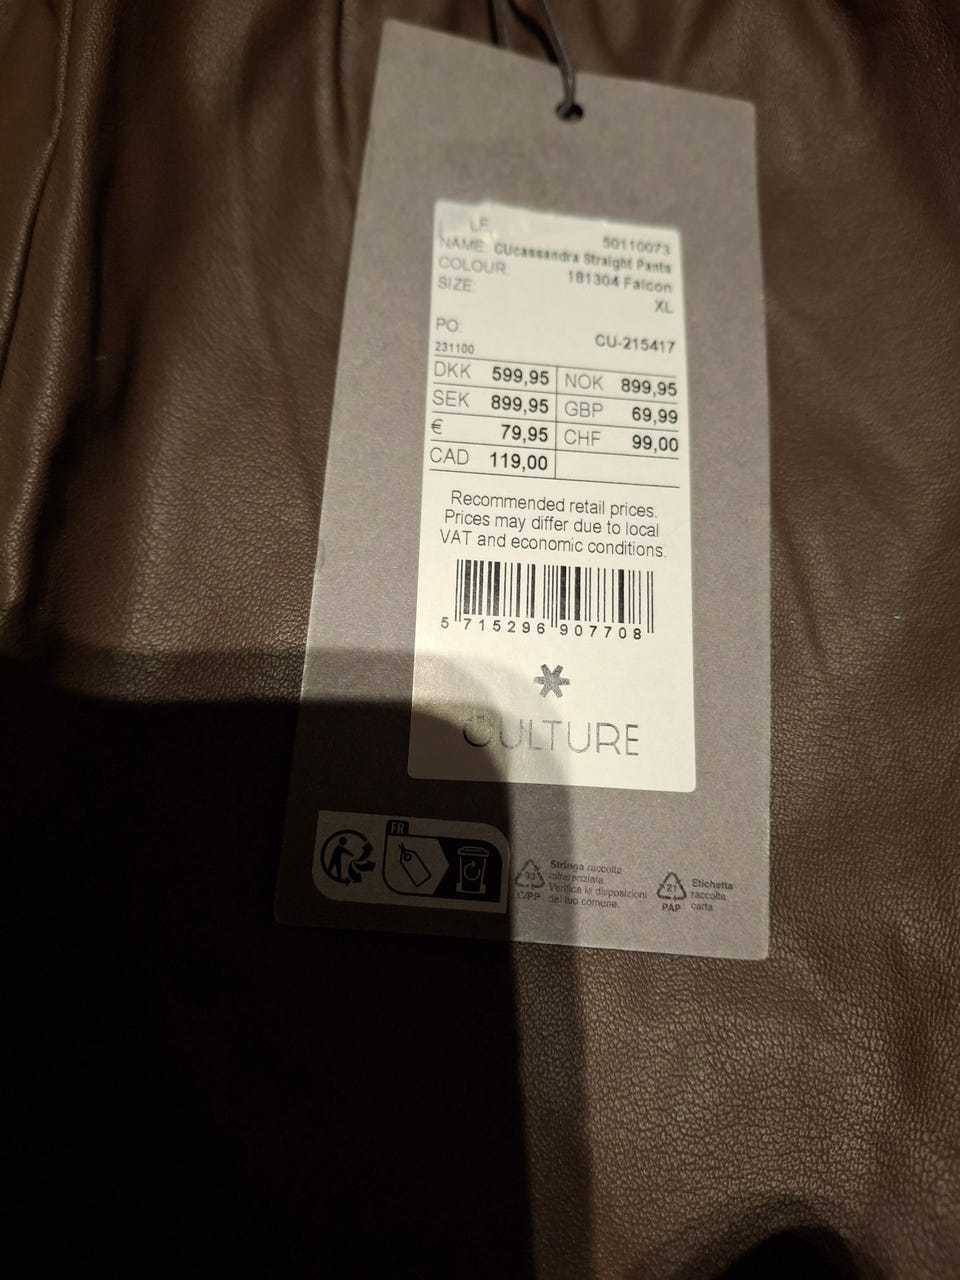 LE 50110073
NAME: CUcassandra Straight Pants
COLOUR: 181304 Falcon
SIZE: XL
PO: CU-215417
231100
DKK 599,95 NOK 899,95
SEK 899,95 GBP 69,99
€ 79,95 CHF 99,00
CAD 119,00
Recommended retail prices.
Prices may differ due to local
VAT and economic conditions.
5 715296 907708
CULTURE
FR
33
C/PP
Stringa raccolta
differenziata.
Verifica le disposizioni
del tuo comune.
21
PAP
Etichetta
raccolta
carta